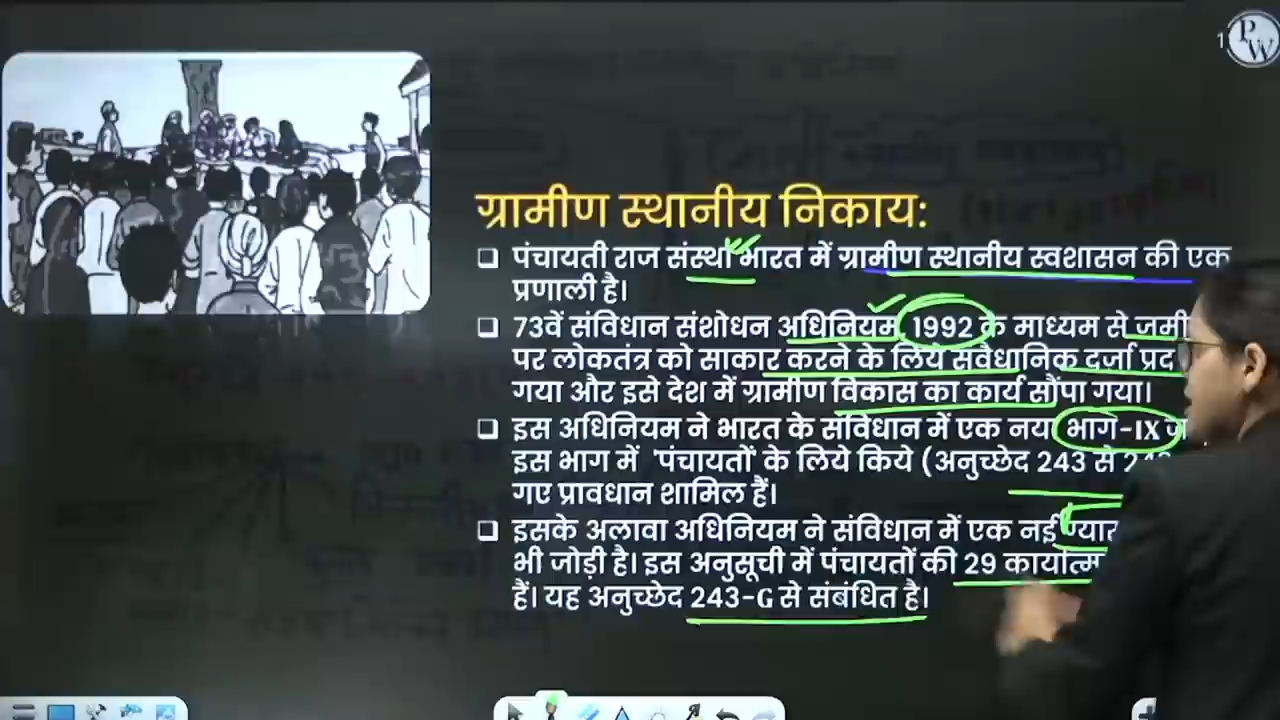 1
PW
ग्रामीण स्थानीय निकाय:
पंचायती राज संस्था भारत में ग्रामीण स्थानीय स्वशासन की एक
प्रणाली है।
73वें संविधान संशोधन अधिनियम 1992 के माध्यम से
पर लोकतंत्र को साकार करने के लिये संवैधानिक दर्जा
गया और इसे देश में ग्रामीण विकास का कार्य सौंपा गया।
इस अधिनियम ने भारत के संविधान में एक नया भाग-IX
इस भाग में 'पंचायतों' के लिये किये (अनुच्छेद 243 से
गए प्रावधान शामिल हैं।
इसके अलावा अधिनियम ने संविधान में एक नई
भी जोड़ी है। इस अनुसूची में पंचायतों की 29
हैं। यह अनुच्छेद 243-G से संबंधित है।